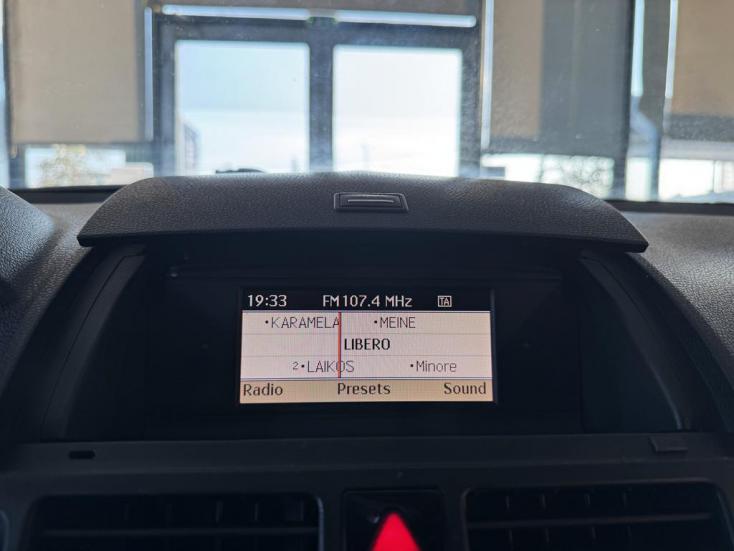 19:33 FM 107.4 MHz TA
•KARAMELA •MEINE
LIBERO
2•LAIKOS •Minore
Radio Presets Sound